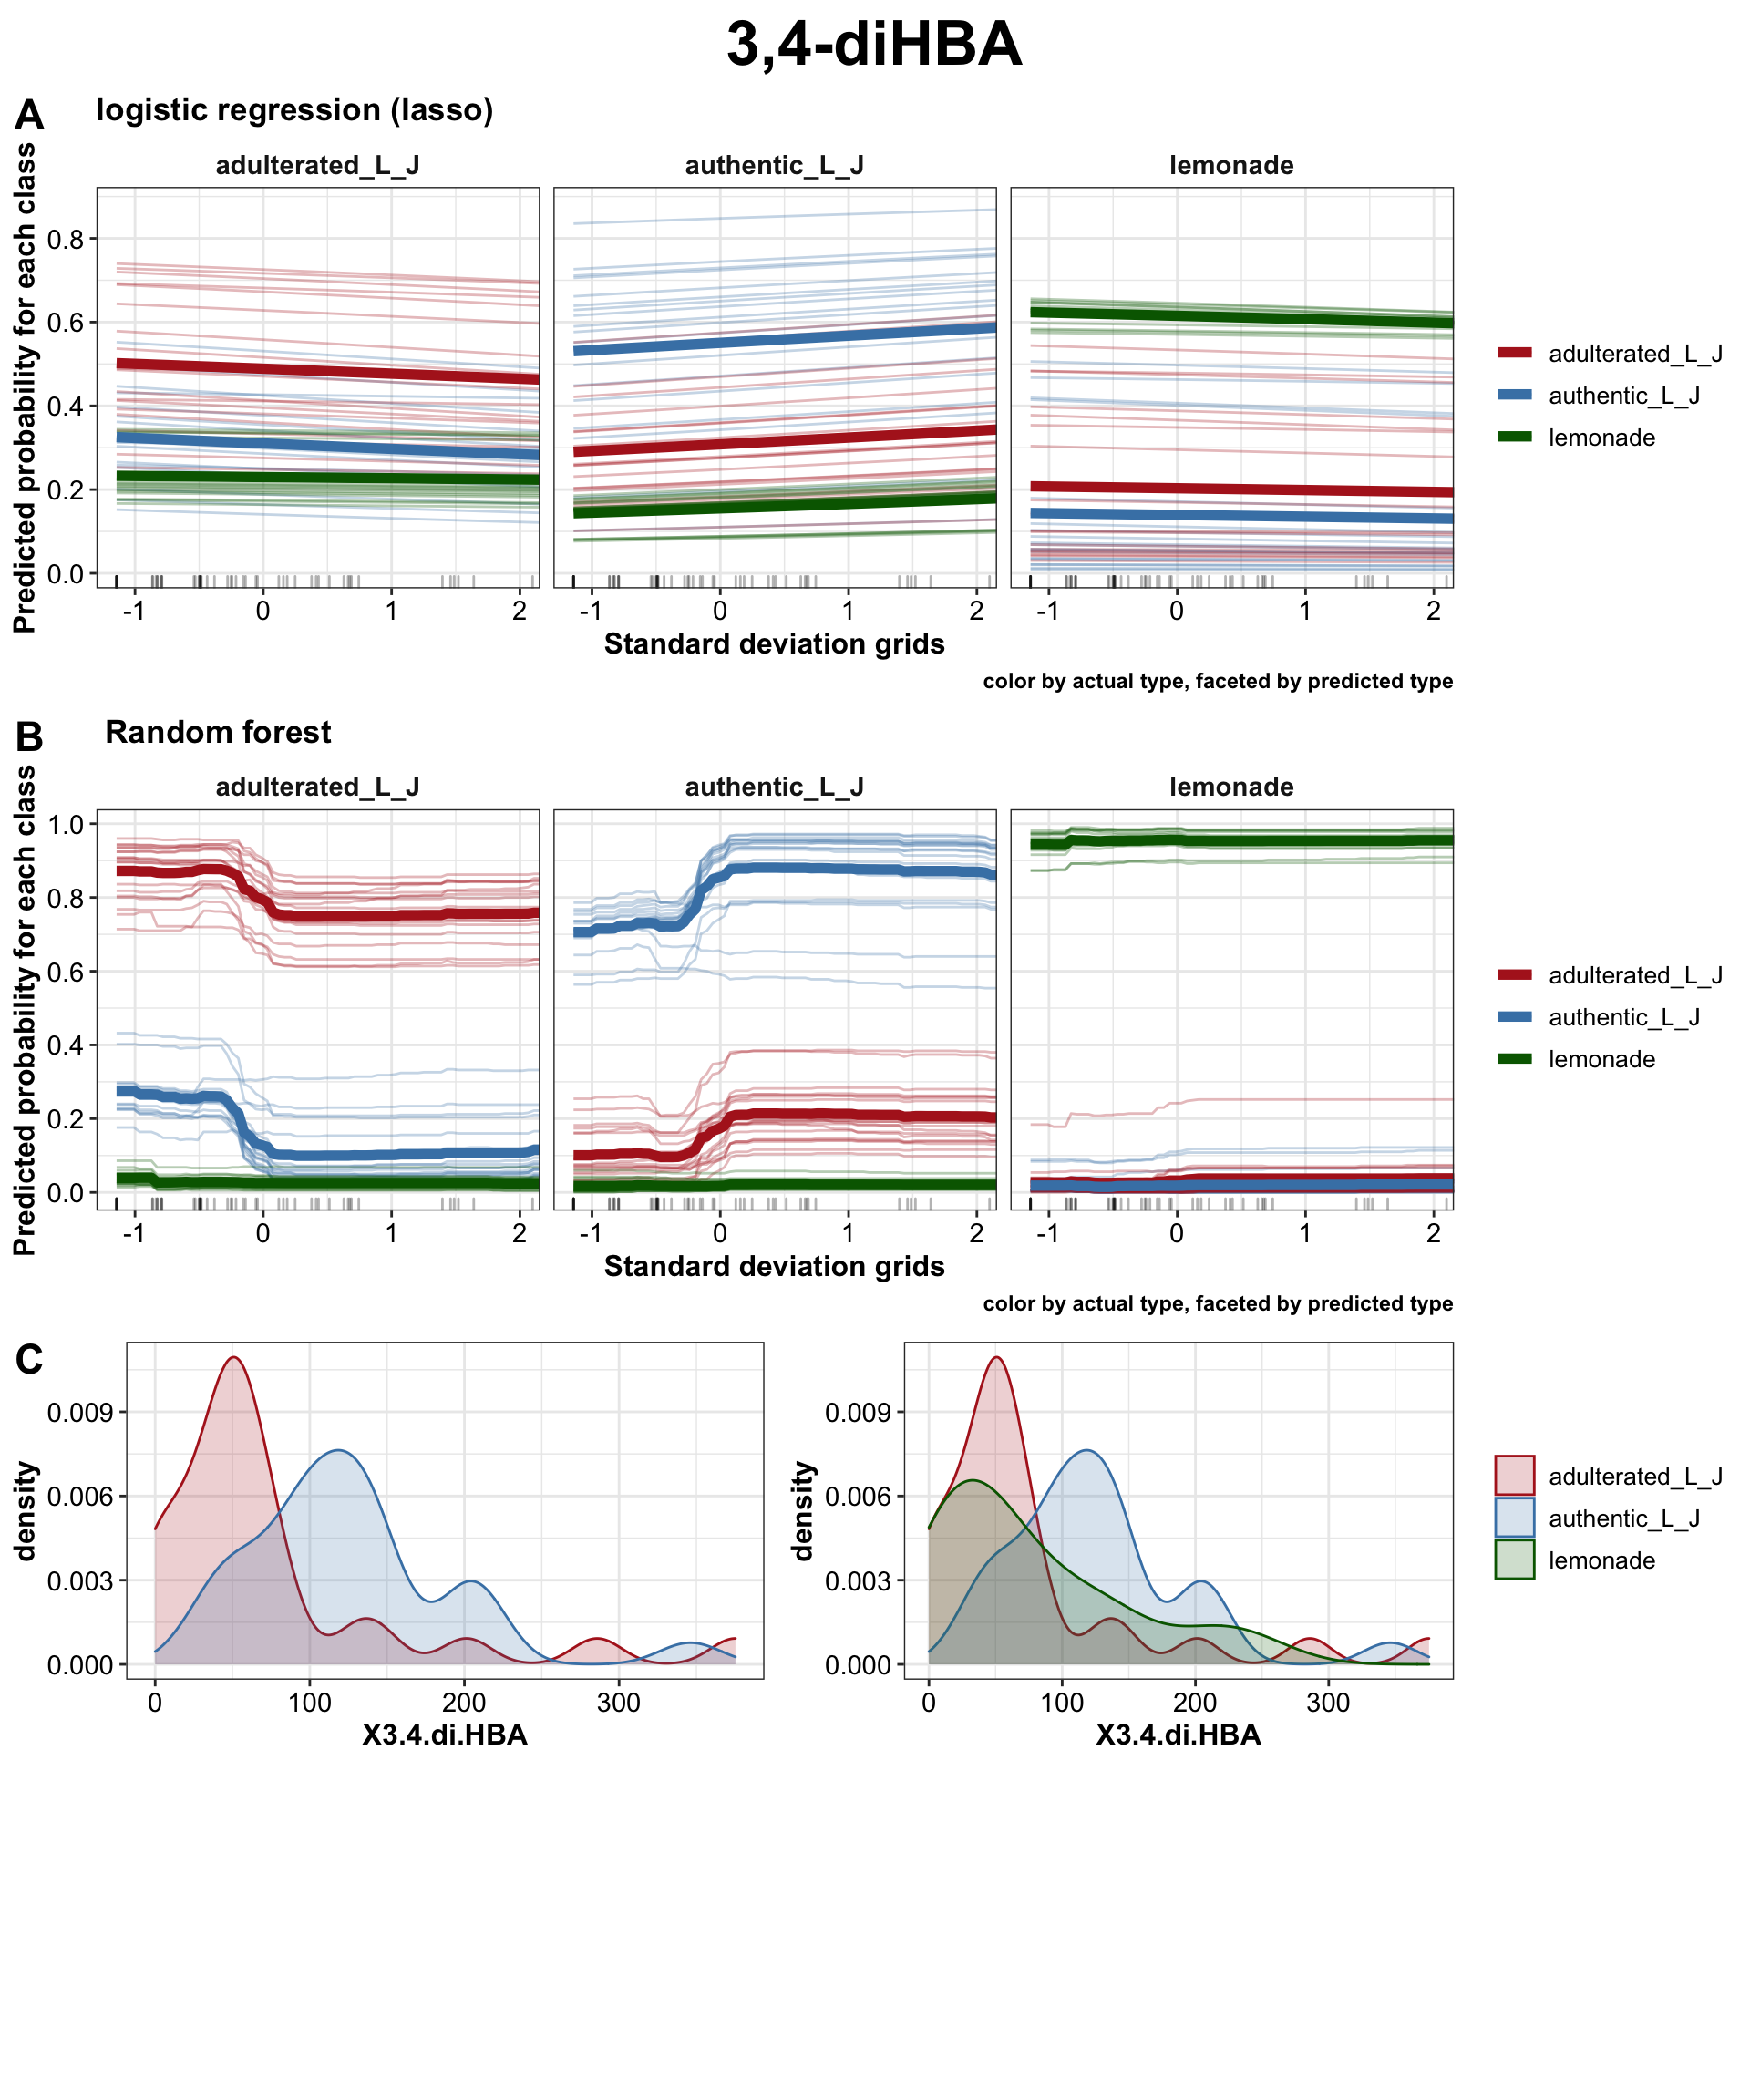 3,4-diHBA
A
logistic regression (lasso)
adulterated_L_J
authentic_L_J
lemonade
Predicted probability for each class
0.8
0.6
0.4
0.2
0.0
-1 0 1 2
-1 0 1 2
-1 0 1 2
Standard deviation grids
color by actual type, faceted by predicted type
adulterated_L_J
authentic_L_J
lemonade
B
Random forest
adulterated_L_J
authentic_L_J
lemonade
Predicted probability for each class
1.0
0.8
0.6
0.4
0.2
0.0
-1 0 1 2
-1 0 1 2
-1 0 1 2
Standard deviation grids
color by actual type, faceted by predicted type
adulterated_L_J
authentic_L_J
lemonade
C
density
0.009
0.006
0.003
0.000
0 100 200 300
X3.4.di.HBA
density
0.009
0.006
0.003
0.000
0 100 200 300
X3.4.di.HBA
adulterated_L_J
authentic_L_J
lemonade